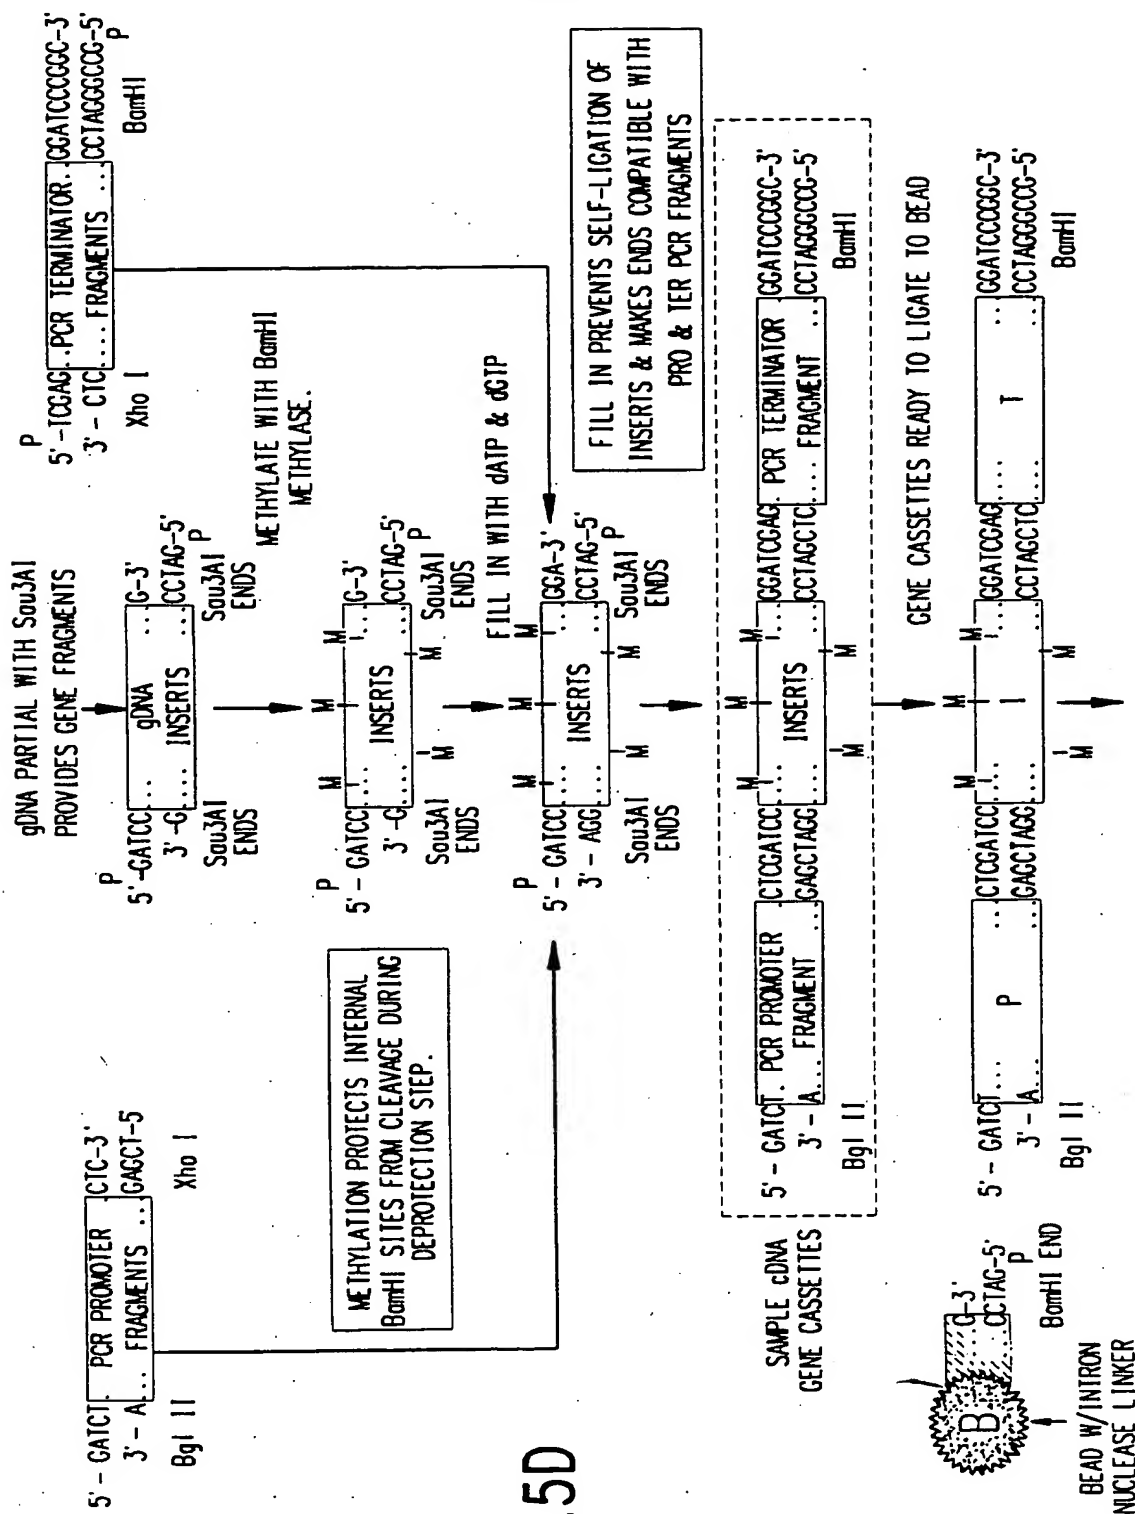 gDNA PARTIAL WITH Sau3AI
PROVIDES GENE FRAGMENTS
P
5'-GATCC... gDNA ...G-3'
3'-G.... INSERTS ...CCTAG-5'
P
Sau3AI
ENDS
Sau3AI
ENDS
5' - GATCT. PCR PROMOTER .CTC-3'
3' - A... FRAGMENTS ...GAGCT-5
Bgl II
Xho I
P
5'-TCGAG..PCR TERMINATOR..GGATCCCGGC-3'
3'- CTC.... FRAGMENTS ...CCTAGGGCCG-5'
P
Xho I
BamHI
METHYLATE WITH BamHI
METHYLASE.
METHYLATION PROTECTS INTERNAL
BamHI SITES FROM CLEAVAGE DURING
DEPROTECTION STEP.
M M M
P
5' - GATCC... INSERTS ...G-3'
3' -G.... ...CCTAG-5'
P
M M
Sau3AI
ENDS
Sau3AI
ENDS
FILL IN WITH dATP & dGTP
M M M
P
5' - GATCC... INSERTS ...GGA-3'
3' - AGG... ...CCTAG-5'
P
M M
Sau3AI
ENDS
Sau3AI
ENDS
FILL IN PREVENTS SELF-LIGATION OF
INSERTS & MAKES ENDS COMPATIBLE WITH
PRO & TER PCR FRAGMENTS
SAMPLE cDNA
GENE CASSETTES
M M M
5' - GATCT. PCR PROMOTER ..CTCGATCC... INSERTS ...GGATCGAG. PCR TERMINATOR ..GGATCCCGGC-3'
3' -A... FRAGMENT ...GAGCTAGG.... ...CCTAGCTC.... FRAGMENT ...CCTAGGGCCG-5'
M M
Bgl II
BamHI
GENE CASSETTES READY TO LIGATE TO BEAD
M M M
5' - GATCT.... P ...CTCGATCC... I ...GGATCGAG.... T ...GGATCCCGGC-3'
3' - A... ...GAGCTAGG.... ...CCTAGCTC.... ...CCTAGGGCCG-5'
M M
Bgl II
BamHI
B
...G-3'
...CCTAG-5'
P
BamHI END
BEAD W/INTRON
NUCLEASE LINKER
5D